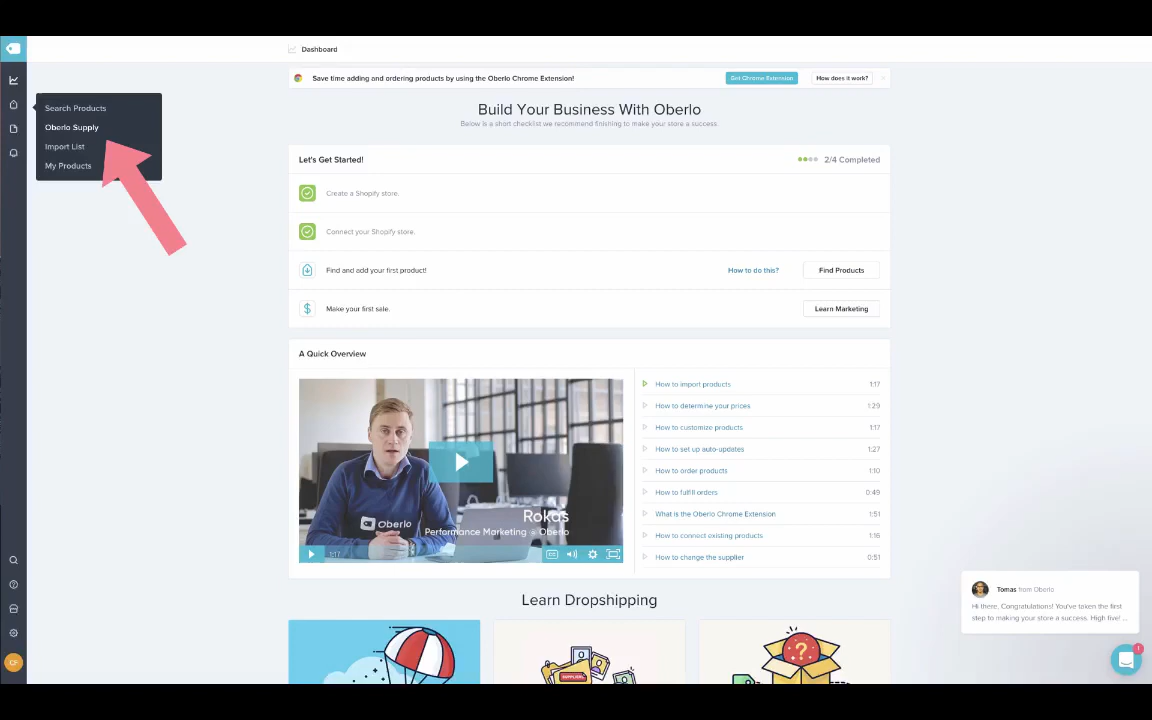 Dashboard
Save time adding and ordering products by using the Oberlo Chrome Extension!
Get Chrome Extension
How does it work?
Search Products
Oberlo Supply
Import List
My Products
Build Your Business With Oberlo
Below is a short checklist we recommend finishing to make your store a success.
Let's Get Started!
2/4 Completed
Create a Shopify store.
Connect your Shopify store.
Find and add your first product!
How to do this?
Find Products
Make your first sale.
Learn Marketing
A Quick Overview
Oberlo
Rokas
Performance Marketing @ Oberlo
1:17
CC
How to import products 1:17
How to determine your prices 1:29
How to customize products 1:17
How to set up auto-updates 1:27
How to order products 1:10
How to fulfill orders 0:49
What is the Oberlo Chrome Extension 1:51
How to connect existing products 1:16
How to change the supplier 0:51
Learn Dropshipping
Tomas from Oberlo
Hi there, Congratulations! You've taken the first
step to making your store a success. High five! ...
1
CF